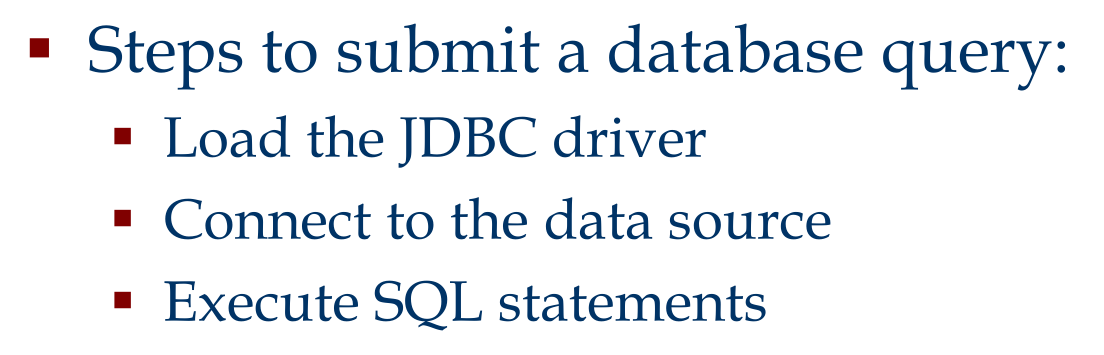 Steps to submit a database query:
Load the JDBC driver
Connect to the data source
Execute SQL statements